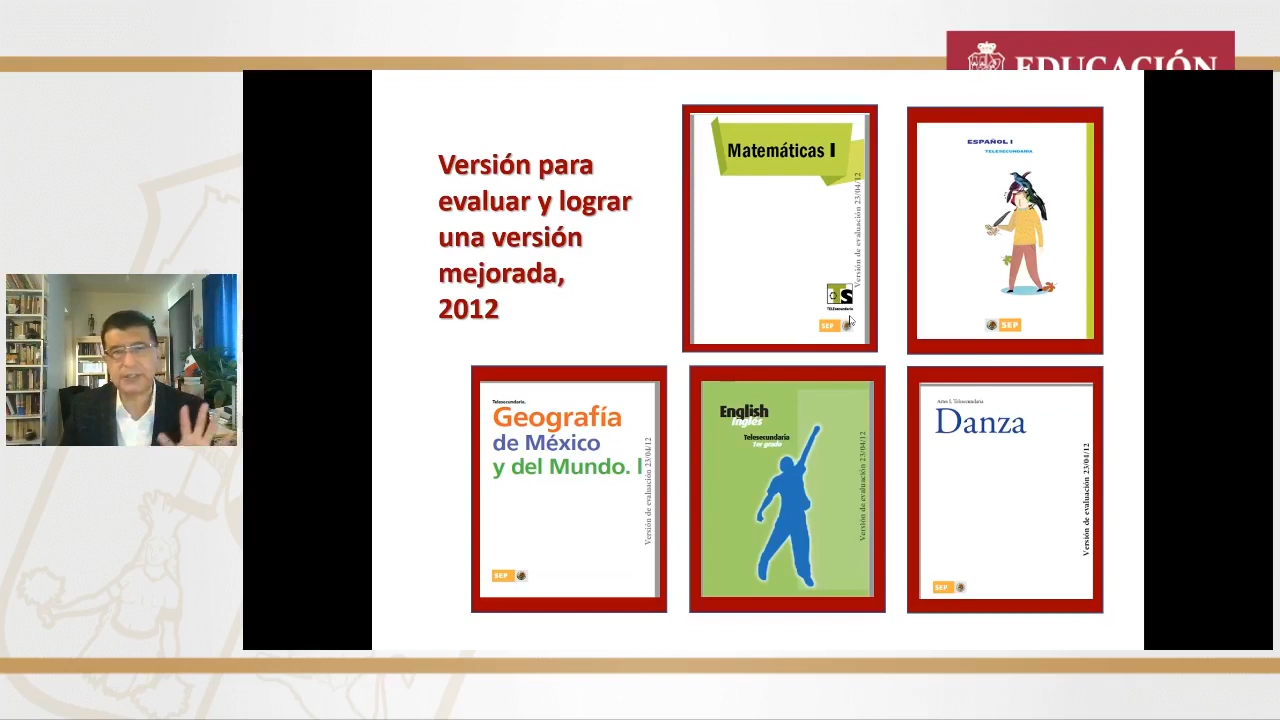 EDUCACIÓN
Versión para
evaluar y lograr
una versión
mejorada,
2012
Matemáticas I
Versión de evaluación 23/04/12
TS
TELEsecundaria
SEP
ESPAÑOL I
TELESECUNDARIA
SEP
Telesecundaria.
Geografía
de México
y del Mundo. I
Versión de evaluación 23/04/12
SEP
English
Inglés
Telesecundaria
1er grado
Versión de evaluación 23/04/12
Artes I. Telesecundaria
Danza
Versión de evaluación 23/04/12
SEP